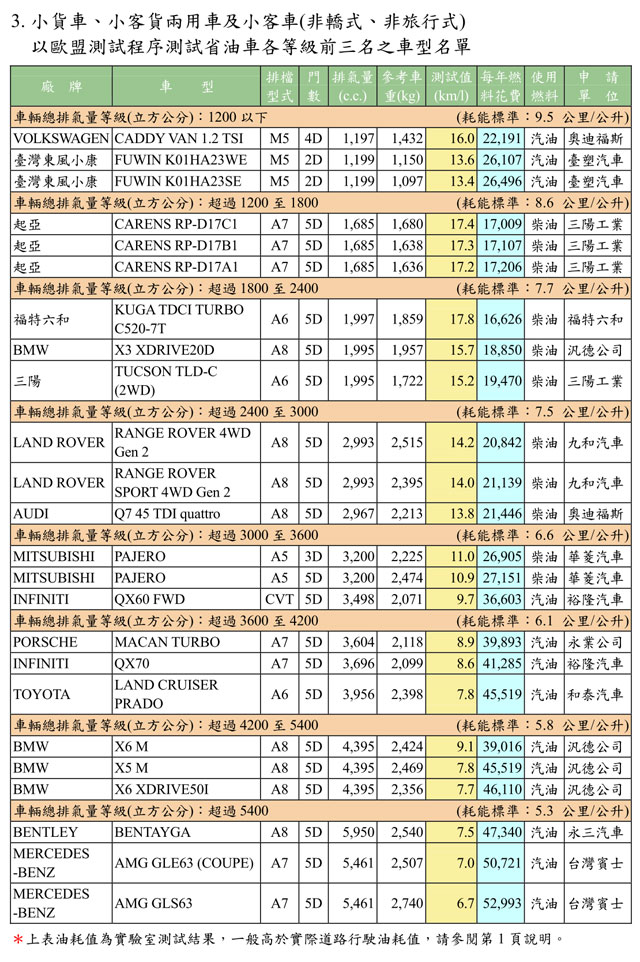 3. 小貨車、小客貨兩用車及小客車(非轎式、非旅行式)
以歐盟測試程序測試省油車各等級前三名之車型名單
廠 牌 車 型 排檔型式 門數 排氣量(c.c.) 參考車重(kg) 測試值(km/l) 每年燃料花費 使用燃料 申請單位
車輛總排氣量等級(立方公分)：1200 以下 (耗能標準：9.5 公里/公升)
VOLKSWAGEN CADDY VAN 1.2 TSI M5 4D 1,197 1,432 16.0 22,191 汽油 奧迪福斯
臺灣東風小康 FUWIN K01HA23WE M5 2D 1,199 1,150 13.6 26,107 汽油 臺塑汽車
臺灣東風小康 FUWIN K01HA23SE M5 2D 1,199 1,097 13.4 26,496 汽油 臺塑汽車
車輛總排氣量等級(立方公分)：超過 1200 至 1800 (耗能標準：8.6 公里/公升)
起亞 CARENS RP-D17C1 A7 5D 1,685 1,680 17.4 17,009 柴油 三陽工業
起亞 CARENS RP-D17B1 A7 5D 1,685 1,638 17.3 17,107 柴油 三陽工業
起亞 CARENS RP-D17A1 A7 5D 1,685 1,636 17.2 17,206 柴油 三陽工業
車輛總排氣量等級(立方公分)：超過 1800 至 2400 (耗能標準：7.7 公里/公升)
福特六和 KUGA TDCI TURBO C520-7T A6 5D 1,997 1,859 17.8 16,626 柴油 福特六和
BMW X3 XDRIVE20D A8 5D 1,995 1,957 15.7 18,850 柴油 汎德公司
三陽 TUCSON TLD-C (2WD) A6 5D 1,995 1,722 15.2 19,470 柴油 三陽工業
車輛總排氣量等級(立方公分)：超過 2400 至 3000 (耗能標準：7.5 公里/公升)
LAND ROVER RANGE ROVER 4WD Gen 2 A8 5D 2,993 2,515 14.2 20,842 柴油 九和汽車
LAND ROVER RANGE ROVER SPORT 4WD Gen 2 A8 5D 2,993 2,395 14.0 21,139 柴油 九和汽車
AUDI Q7 45 TDI quattro A8 5D 2,967 2,213 13.8 21,446 柴油 奧迪福斯
車輛總排氣量等級(立方公分)：超過 3000 至 3600 (耗能標準：6.6 公里/公升)
MITSUBISHI PAJERO A5 3D 3,200 2,225 11.0 26,905 柴油 華菱汽車
MITSUBISHI PAJERO A5 5D 3,200 2,474 10.9 27,151 柴油 華菱汽車
INFINITI QX60 FWD CVT 5D 3,498 2,071 9.7 36,603 汽油 裕隆汽車
車輛總排氣量等級(立方公分)：超過 3600 至 4200 (耗能標準：6.1 公里/公升)
PORSCHE MACAN TURBO A7 5D 3,604 2,118 8.9 39,893 汽油 永業公司
INFINITI QX70 A7 5D 3,696 2,099 8.6 41,285 汽油 裕隆汽車
TOYOTA LAND CRUISER PRADO A6 5D 3,956 2,398 7.8 45,519 汽油 和泰汽車
車輛總排氣量等級(立方公分)：超過 4200 至 5400 (耗能標準：5.8 公里/公升)
BMW X6 M A8 5D 4,395 2,424 9.1 39,016 汽油 汎德公司
BMW X5 M A8 5D 4,395 2,469 7.8 45,519 汽油 汎德公司
BMW X6 XDRIVE50I A8 5D 4,395 2,356 7.7 46,110 汽油 汎德公司
車輛總排氣量等級(立方公分)：超過 5400 (耗能標準：5.3 公里/公升)
BENTLEY BENTAYGA A8 5D 5,950 2,540 7.5 47,340 汽油 永三汽車
MERCEDES-BENZ AMG GLE63 (COUPE) A7 5D 5,461 2,507 7.0 50,721 汽油 台灣賓士
MERCEDES-BENZ AMG GLS63 A7 5D 5,461 2,740 6.7 52,993 汽油 台灣賓士
＊上表油耗值為實驗室測試結果，一般高於實際道路行駛油耗值，請參閱第 1 頁說明。